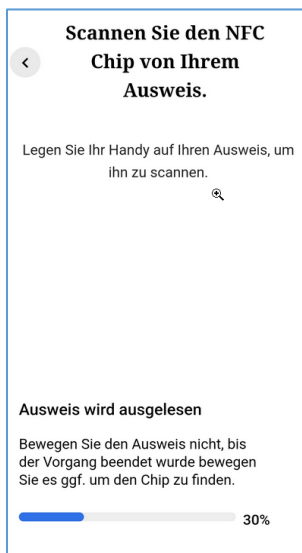 Scannen Sie den NFC
Chip von Ihrem
Ausweis.
Legen Sie Ihr Handy auf Ihren Ausweis, um
ihn zu scannen.
Ausweis wird ausgelesen
Bewegen Sie den Ausweis nicht, bis
der Vorgang beendet wurde bewegen
Sie es ggf. um den Chip zu finden.
30%